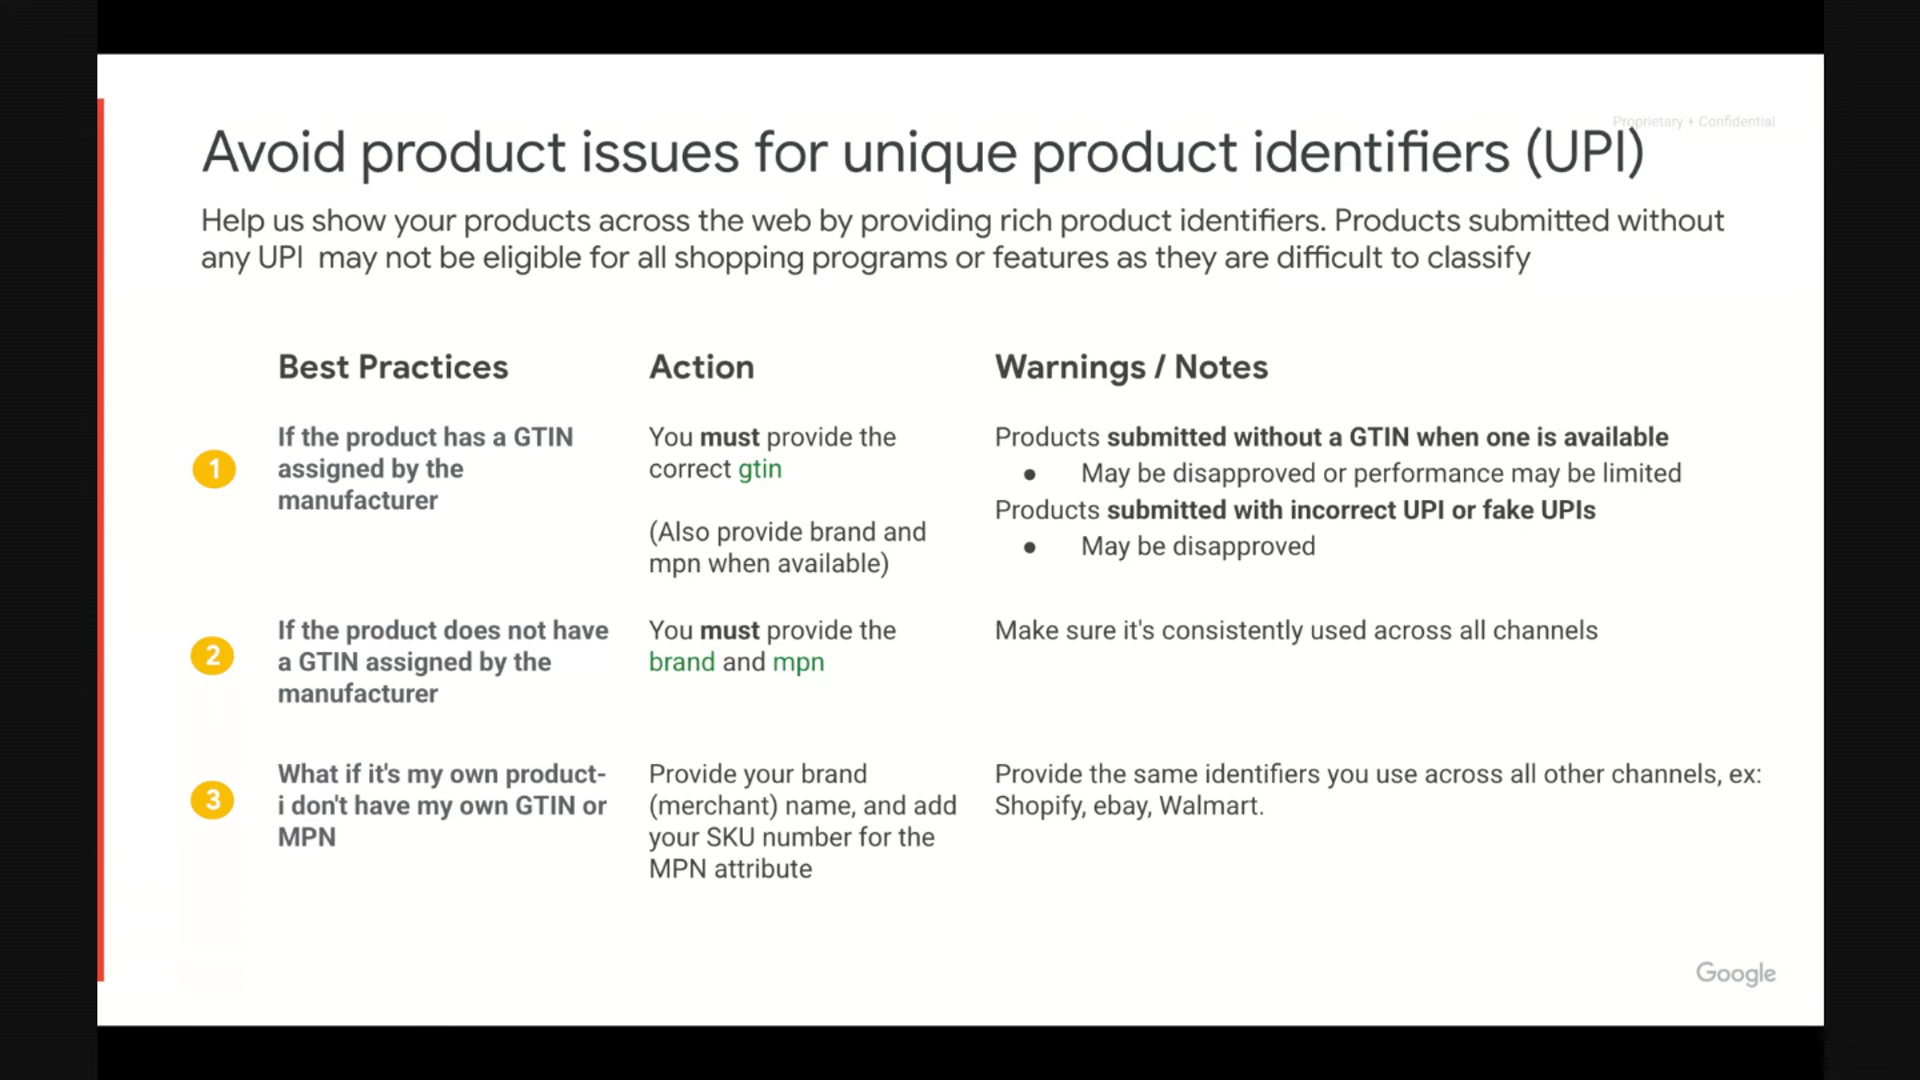 Proprietary + Confidential
Avoid product issues for unique product identifiers (UPI)
Help us show your products across the web by providing rich product identifiers. Products submitted without
any UPI  may not be eligible for all shopping programs or features as they are difficult to classify
Best Practices
Action
Warnings / Notes
1
If the product has a GTIN
assigned by the
manufacturer
You must provide the
correct gtin
(Also provide brand and
mpn when available)
Products submitted without a GTIN when one is available
● May be disapproved or performance may be limited
Products submitted with incorrect UPI or fake UPIs
● May be disapproved
2
If the product does not have
a GTIN assigned by the
manufacturer
You must provide the
brand and mpn
Make sure it's consistently used across all channels
3
What if it's my own product-
i don't have my own GTIN or
MPN
Provide your brand
(merchant) name, and add
your SKU number for the
MPN attribute
Provide the same identifiers you use across all other channels, ex:
Shopify, ebay, Walmart.
Google